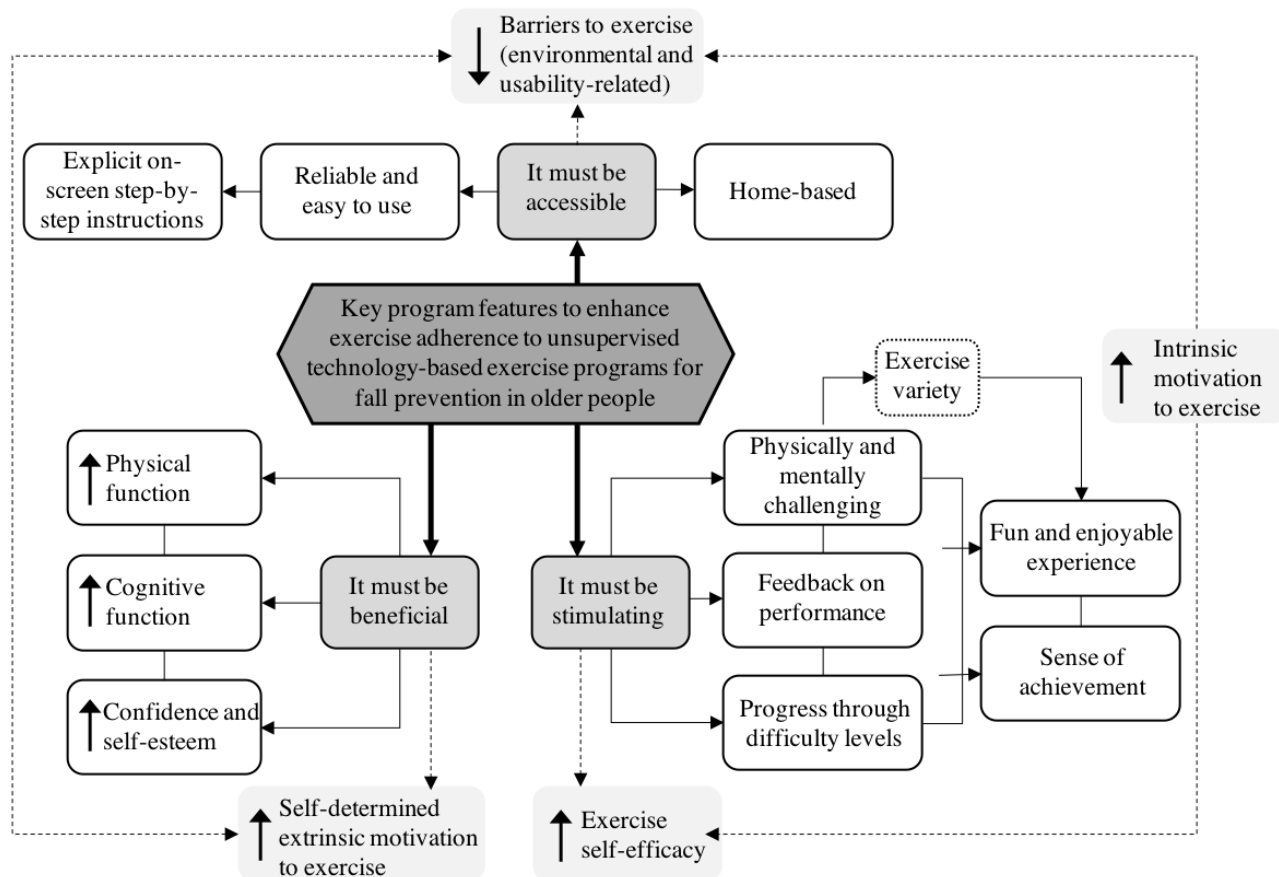 Barriers to exercise
(environmental and
usability-related)
Explicit on-
screen step-by-
step instructions
Reliable and
easy to use
It must be
accessible
Home-based
Key program features to enhance
exercise adherence to unsupervised
technology-based exercise programs for
fall prevention in older people
Exercise
variety
Intrinsic
motivation
to exercise
Physical
function
Physically and
mentally
challenging
Fun and enjoyable
experience
Cognitive
function
It must be
beneficial
It must be
stimulating
Feedback on
performance
Sense of
achievement
Confidence and
self-esteem
Progress through
difficulty levels
Self-determined
extrinsic motivation
to exercise
Exercise
self-efficacy